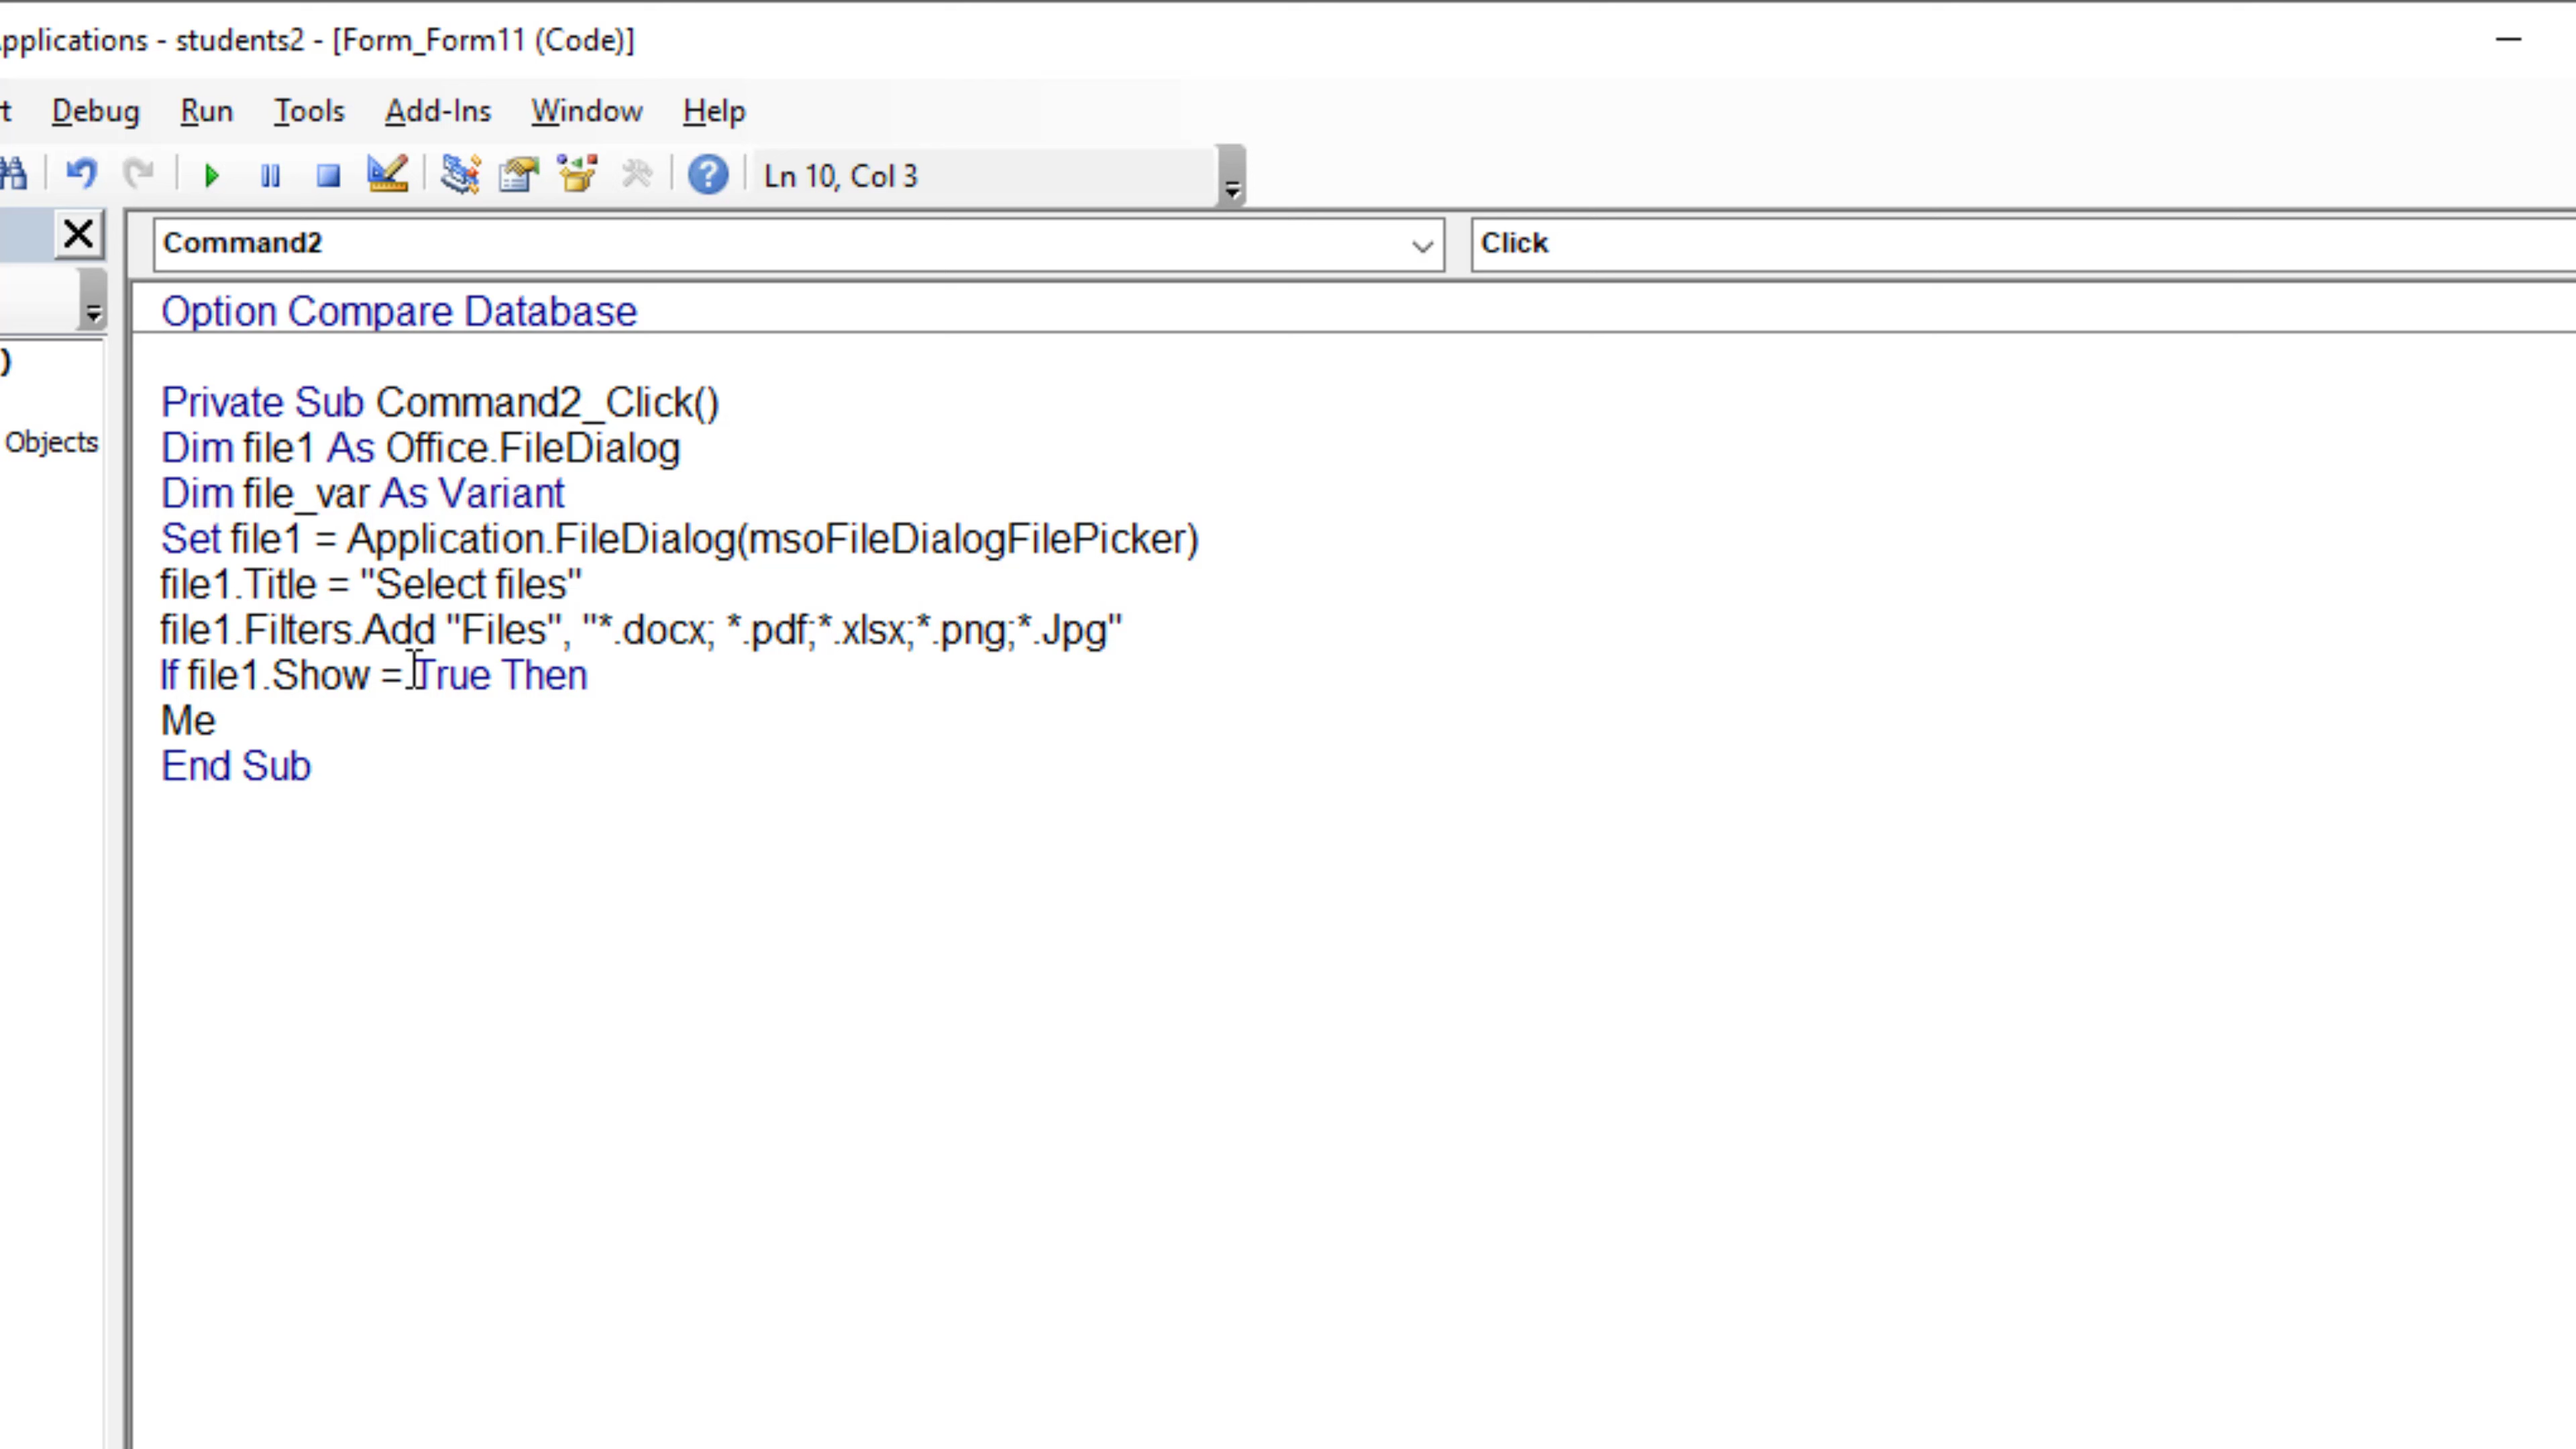 pplications - students2 - [Form_Form11 (Code)]
t Debug Run Tools Add-Ins Window Help
Ln 10, Col 3
Command2
Click
Option Compare Database
)
Private Sub Command2_Click()
Objects
Dim file1 As Office.FileDialog
Dim file_var As Variant
Set file1 = Application.FileDialog(msoFileDialogFilePicker)
file1.Title = "Select files"
file1.Filters.Add "Files", "*.docx; *.pdf;*.xlsx;*.png;*.Jpg"
If file1.Show = True Then
Me
End Sub